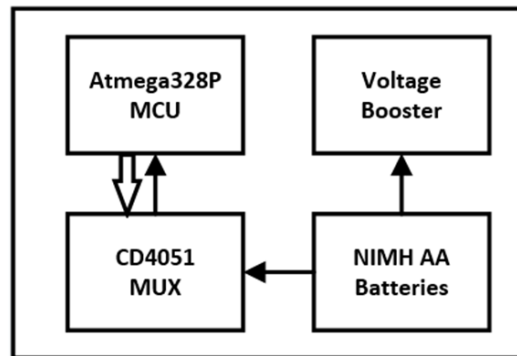 Atmega328P
MCU
Voltage
Booster
CD4051
MUX
NIMH AA
Batteries